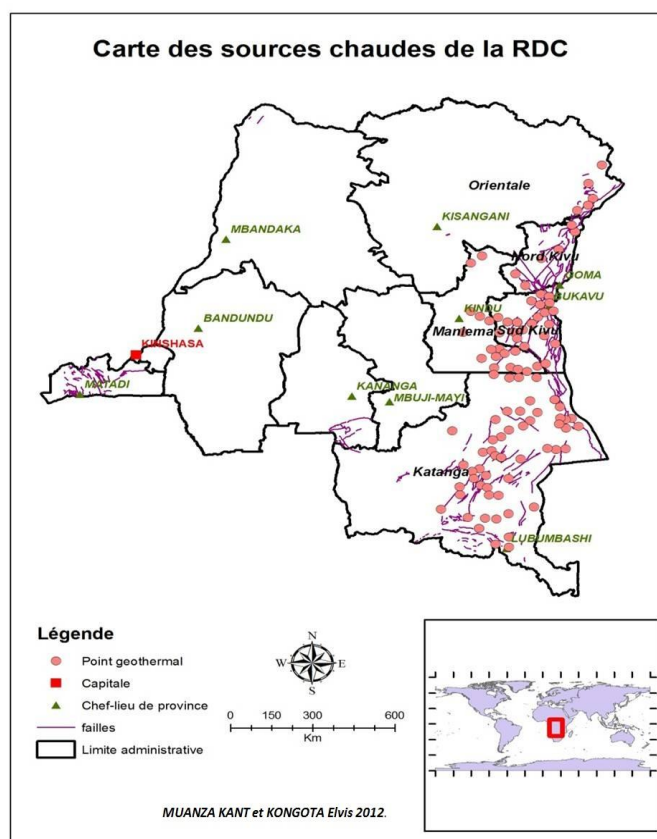 Carte des sources chaudes de la RDC
Orientale
KISANGANI
MBANDAKA
Nord Kivu
GOMA
BUKAVU
KINDU
BANDUNDU
Maniema Sud Kivu
KINSHASA
MATADI
KANANGA
MBUJI-MAYI
Katanga
LUBUMBASHI
Légende
Point geothermal
Capitale
Chef-lieu de province
failles
Limite administrative
N
W E
S
0 150 300 600
Km
MUANZA KANT et KONGOTA Elvis 2012.